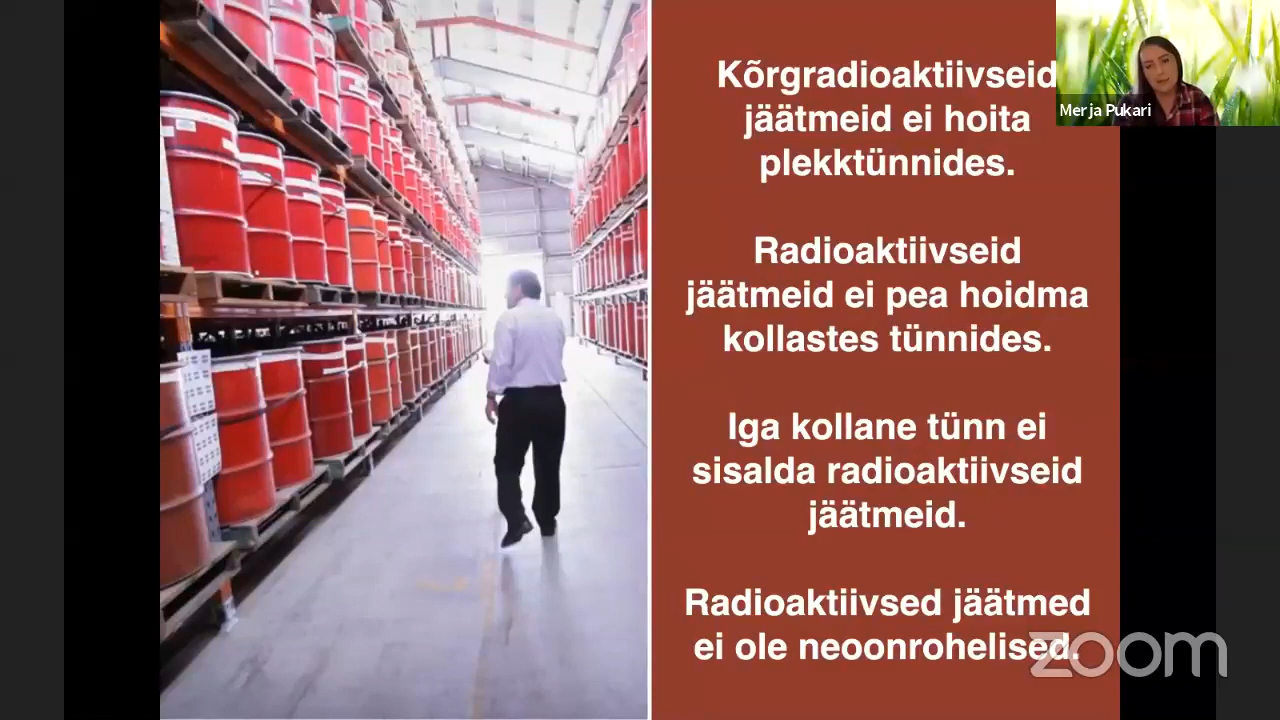 Kõrgradioaktiivseid
jäätmeid ei hoita
plekktünnides.
Radioaktiivseid
jäätmeid ei pea hoidma
kollastes tünnides.
Iga kollane tünn ei
sisalda radioaktiivseid
jäätmeid.
Radioaktiivsed jäätmed
ei ole neoonrohelised.
Merja Pukari
zoom